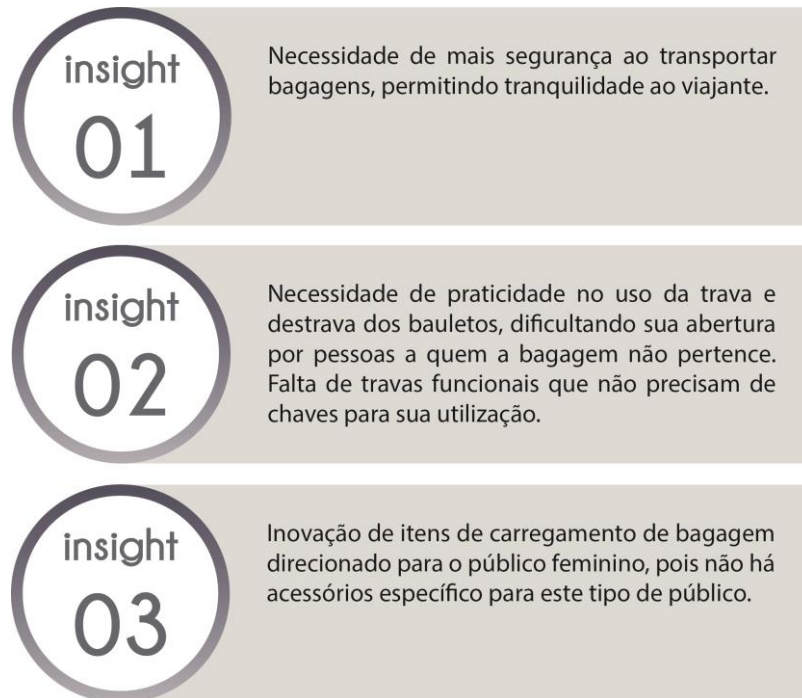 insight
01
Necessidade de mais segurança ao transportar
bagagens, permitindo tranquilidade ao viajante.
insight
02
Necessidade de praticidade no uso da trava e
destrava dos bauletos, dificultando sua abertura
por pessoas a quem a bagagem não pertence.
Falta de travas funcionais que não precisam de
chaves para sua utilização.
insight
03
Inovação de itens de carregamento de bagagem
direcionado para o público feminino, pois não há
acessórios específico para este tipo de público.